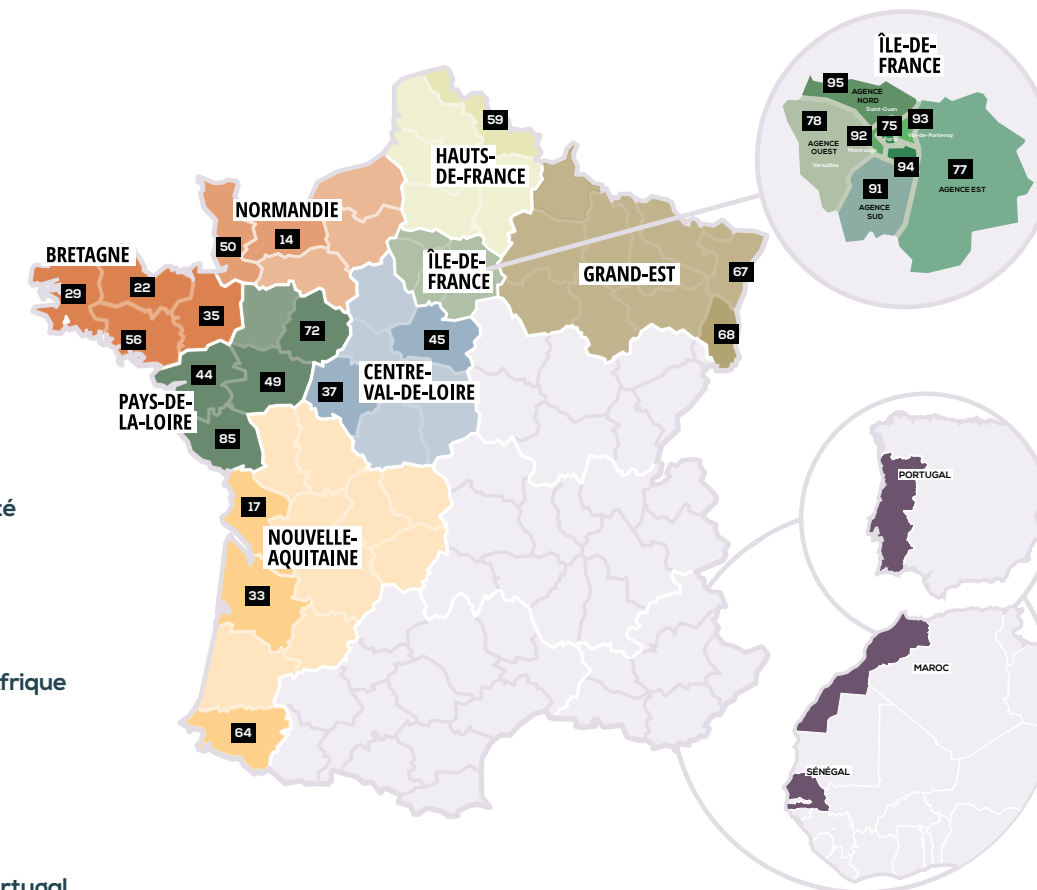 ÎLE-DE-
FRANCE
95
AGENCE
NORD
Saint-Ouen
78
75
93
92
Val-de-Fontenay
AGENCE
OUEST
Montrouge
Versailles
94
77
91
AGENCE EST
AGENCE
SUD
59
HAUTS-
DE-FRANCE
NORMANDIE
50
14
BRETAGNE
29
22
35
56
ÎLE-DE-
FRANCE
GRAND-EST
67
68
72
45
44
49
37
CENTRE-
VAL-DE-LOIRE
PAYS-DE-
LA-LOIRE
85
17
té
NOUVELLE-
AQUITAINE
33
64
frique
rtugal
PORTUGAL
MAROC
SÉNÉGAL